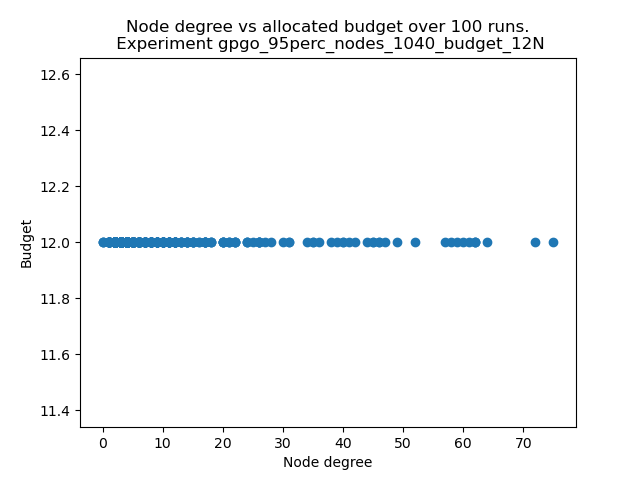 Node degree vs allocated budget over 100 runs.
Experiment gpgo_95perc_nodes_1040_budget_12N
12.6
12.4
12.2
12.0
11.8
11.6
11.4
Budget
0 10 20 30 40 50 60 70
Node degree